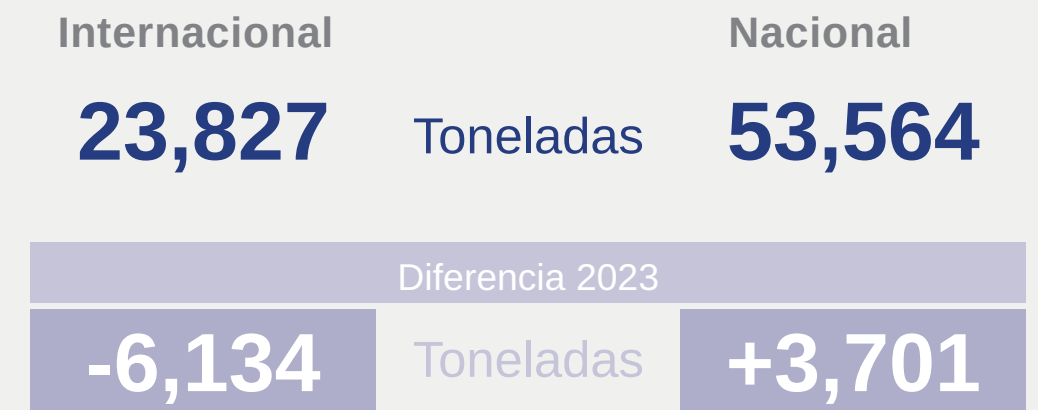 Internacional Nacional
23,827 Toneladas 53,564
Diferencia 2023
-6,134 Toneladas +3,701